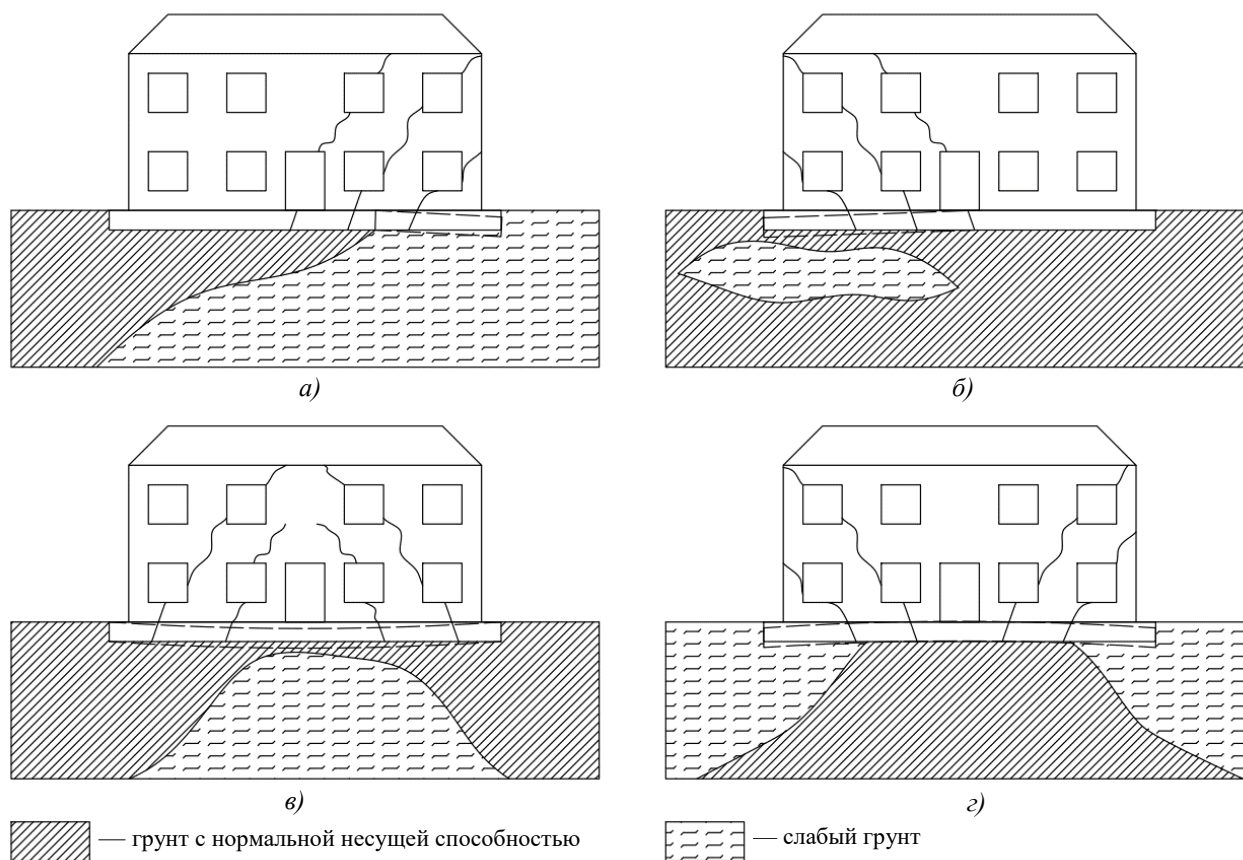 а)
б)
в)
г)
— грунт с нормальной несущей способностью
— слабый грунт